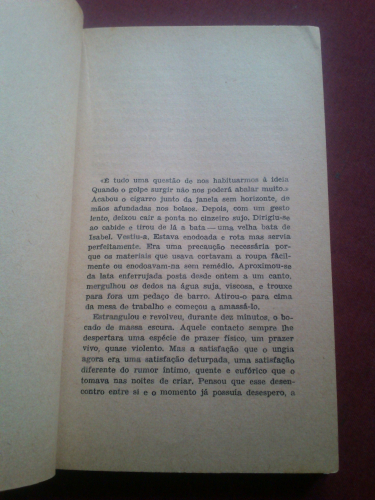 «É tudo uma questão de nos habituarmos à ideia
Quando o golpe surgir não nos poderá abalar muito.»
Acabou o cigarro junto da janela sem horizonte, de
mãos afundadas nos bolsos. Depois, com um gesto
lento, deixou cair a ponta no cinzeiro sujo. Dirigiu-se
ao cabide e tirou de lá a bata — uma velha bata de
Isabel. Vestiu-a. Estava enodoada e rota mas servia
perfeitamente. Era uma precaução necessária por-
que os materiais que usava cortavam a roupa fàcil-
mente ou enodoavam-na sem remédio. Aproximou-se
da lata enferrujada posta desde ontem a um canto,
mergulhou os dedos na água suja, viscosa, e trouxe
para fora um pedaço de barro. Atirou-o para cima
da mesa de trabalho e começou a amassá-lo.
Estrangulou e revolveu, durante dez minutos, o bo-
cado de massa escura. Aquele contacto sempre lhe
despertara uma espécie de prazer físico, um prazer
vivo, quase violento. Mas a satisfação que o ungia
agora era uma satisfação deturpada, uma satisfação
diferente do rumor íntimo, quente e eufórico que o
tomava nas noites de criar. Pensou que esse desen-
contro entre si e o momento já possuía desespero, a